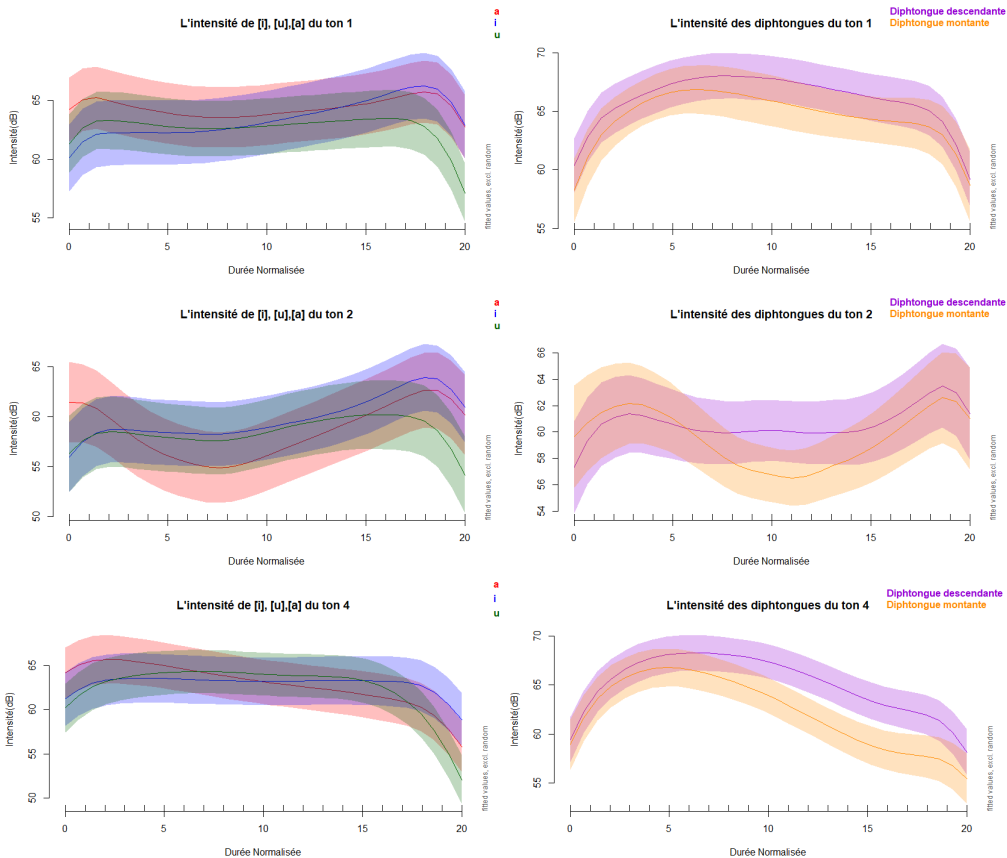 L'intensité de [i], [u],[a] du ton 1
a
i
u
Intensité(dB)
65
60
55
0 5 10 15 20
Durée Normalisée
fitted values, excl. random
L'intensité des diphtongues du ton 1
Diphtongue descendante
Diphtongue montante
Intensité(dB)
70
65
60
55
0 5 10 15 20
Durée Normalisée
fitted values, excl. random
L'intensité de [i], [u],[a] du ton 2
a
i
u
Intensité(dB)
65
60
55
50
0 5 10 15 20
Durée Normalisée
fitted values, excl. random
L'intensité des diphtongues du ton 2
Diphtongue descendante
Diphtongue montante
Intensité(dB)
66
64
62
60
58
56
54
0 5 10 15 20
Durée Normalisée
fitted values, excl. random
L'intensité de [i], [u],[a] du ton 4
a
i
u
Intensité(dB)
65
60
55
50
0 5 10 15 20
Durée Normalisée
fitted values, excl. random
L'intensité des diphtongues du ton 4
Diphtongue descendante
Diphtongue montante
Intensité(dB)
70
65
60
55
0 5 10 15 20
Durée Normalisée
fitted values, excl. random